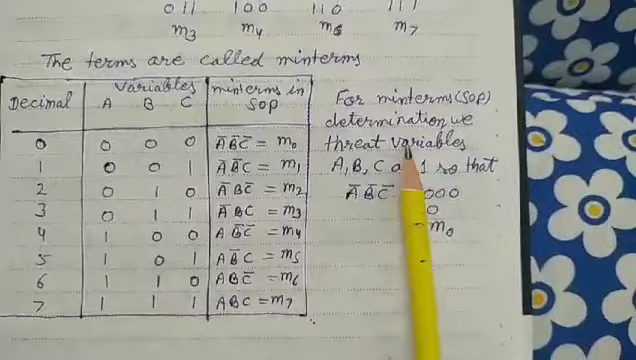 011 100 110 111
m3 m4 m6 m7
The terms are called minterms
Decimal Variables A B C minterms in SOP
0 0 0 0 A̅B̅C̅ = m0
1 0 0 1 A̅B̅C = m1
2 0 1 0 A̅BC̅ = m2
3 0 1 1 A̅BC = m3
4 1 0 0 AB̅C̅ = m4
5 1 0 1 AB̅C = m5
6 1 1 0 ABC̅ = m6
7 1 1 1 ABC = m7
For minterms(SOP)
determination we
threat variables
A, B, C a 1 so that
A̅B̅C̅ 000
0
m0